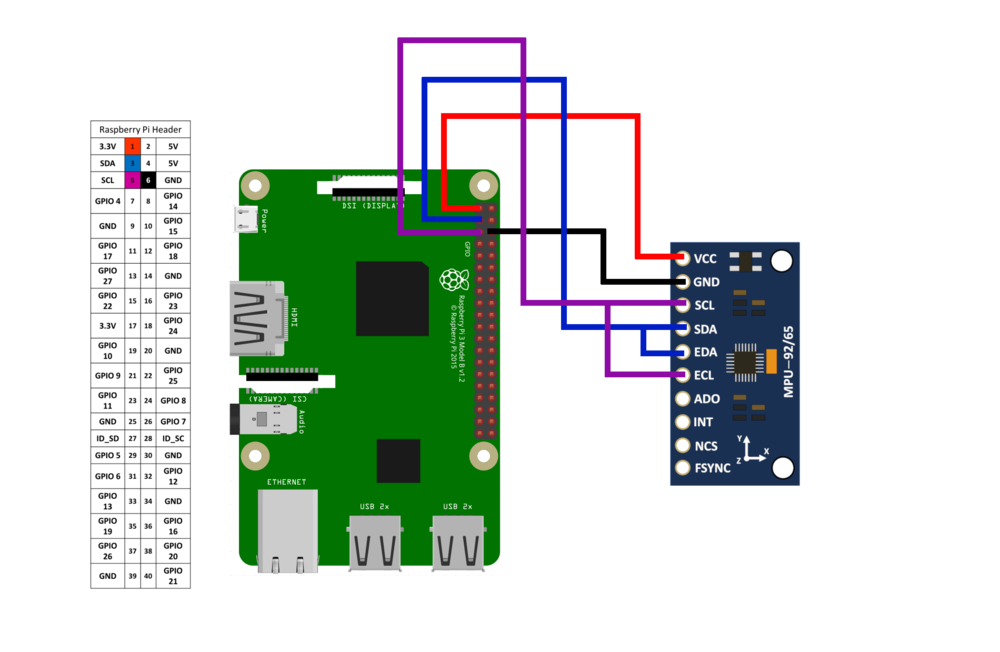 Raspberry Pi Header
3.3V 1 2 5V
SDA 3 4 5V
SCL 5 6 GND
GPIO 4 7 8 GPIO 14
GND 9 10 GPIO 15
GPIO 17 11 12 GPIO 18
GPIO 27 13 14 GND
GPIO 22 15 16 GPIO 23
3.3V 17 18 GPIO 24
GPIO 10 19 20 GND
GPIO 9 21 22 GPIO 25
GPIO 11 23 24 GPIO 8
GND 25 26 GPIO 7
ID_SD 27 28 ID_SC
GPIO 5 29 30 GND
GPIO 6 31 32 GPIO 12
GPIO 13 33 34 GND
GPIO 19 35 36 GPIO 16
GPIO 26 37 38 GPIO 20
GND 39 40 GPIO 21
DSI (DISPLAY)
Power
GPIO
HDMI
Raspberry Pi 3 Model B v1.2
© Raspberry Pi 2015
CSI (CAMERA)
Audio
ETHERNET
USB 2x
USB 2x
VCC
GND
SCL
SDA
EDA
ECL
ADO
INT
NCS
FSYNC
MPU-92/65
Y
X
Z